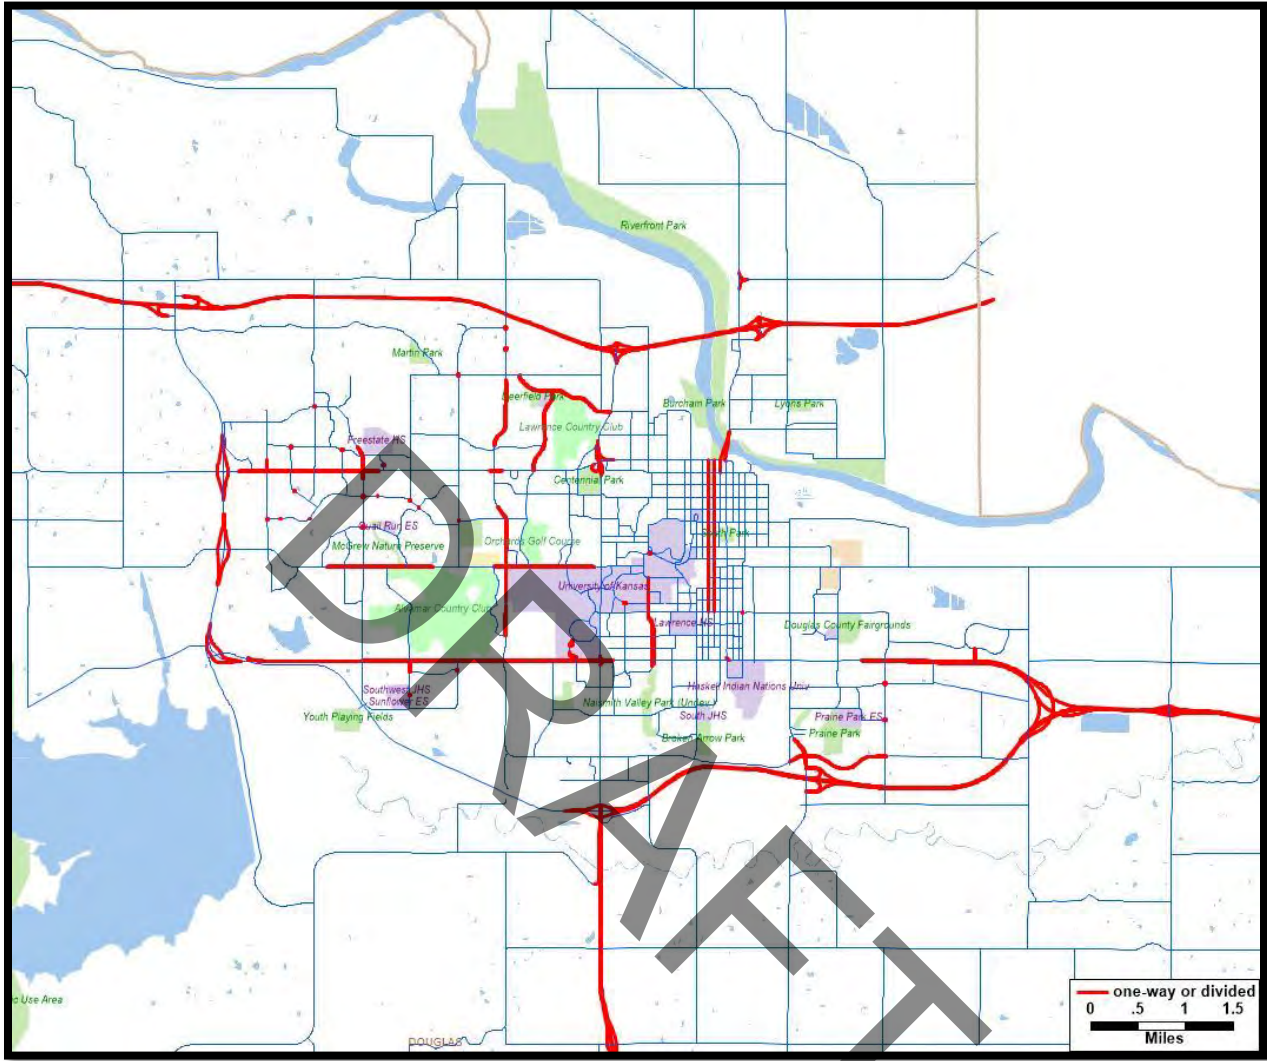 Riverfront Park
Martin Park
Deerfield Park
Burcham Park
Lyons Park
Lawrence Country Club
Freestate HS
Centennial Park
Quail Run ES
South Park
McGrew Nature Preserve
Orchards Golf Course
University of Kansas
Alvamar Country Club
Lawrence HS
Douglas County Fairgrounds
Southwest JHS
Sunflower ES
Haskell Indian Nations Univ
Naismith Valley Park (Undev.)
Youth Playing Fields
South JHS
Prairie Park ES
Broken Arrow Park
Prairie Park
c Use Area
DOUGLAS
DRAFT
one-way or divided
0 .5 1 1.5
Miles